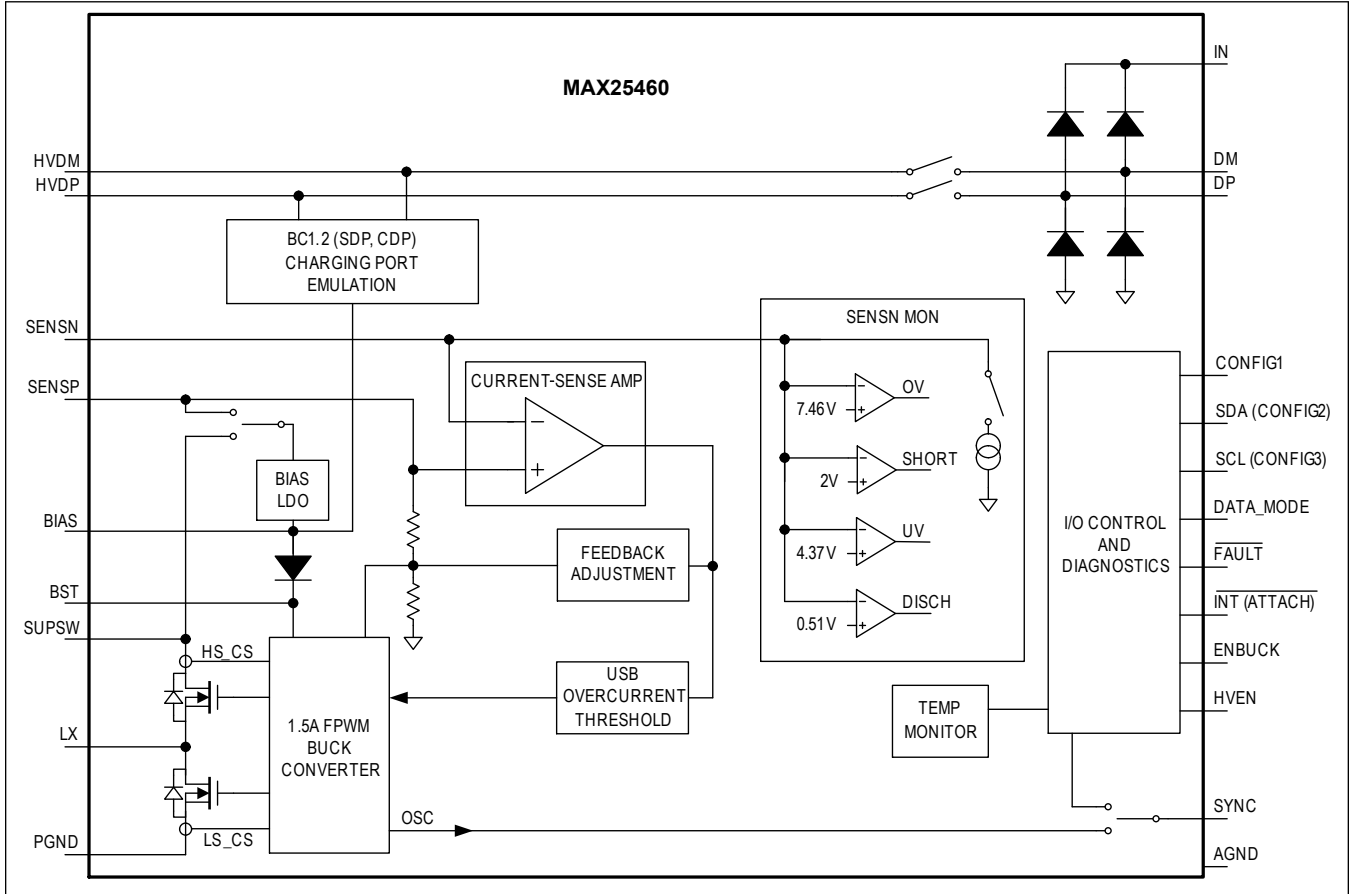 MAX25460
IN
HVDM
HVDP
DM
DP
BC1.2 (SDP, CDP)
CHARGING PORT
EMULATION
SENSN
SENSP
CURRENT-SENSE AMP
−
+
SENSN MON
−
+
7.46V
OV
−
+
2V
SHORT
−
+
4.37V
UV
−
+
0.51V
DISCH
BIAS
LDO
BIAS
BST
SUPSW
HS_CS
LX
LS_CS
PGND
1.5A FPWM
BUCK
CONVERTER
FEEDBACK
ADJUSTMENT
USB
OVERCURRENT
THRESHOLD
OSC
TEMP
MONITOR
I/O CONTROL
AND
DIAGNOSTICS
CONFIG1
SDA (CONFIG2)
SCL (CONFIG3)
DATA_MODE
FAULT
INT (ATTACH)
ENBUCK
HVEN
SYNC
AGND